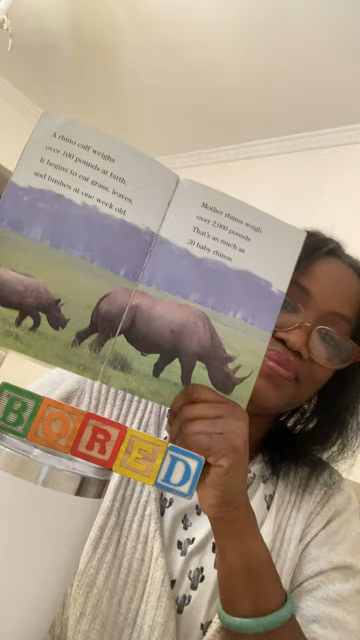 A rhino calf weighs
over 100 pounds at birth.
It begins to eat grass, leaves,
and bushes at one week old.
Mother rhinos weigh
over 2,000 pounds.
That's as much as
20 baby rhinos.
BORED